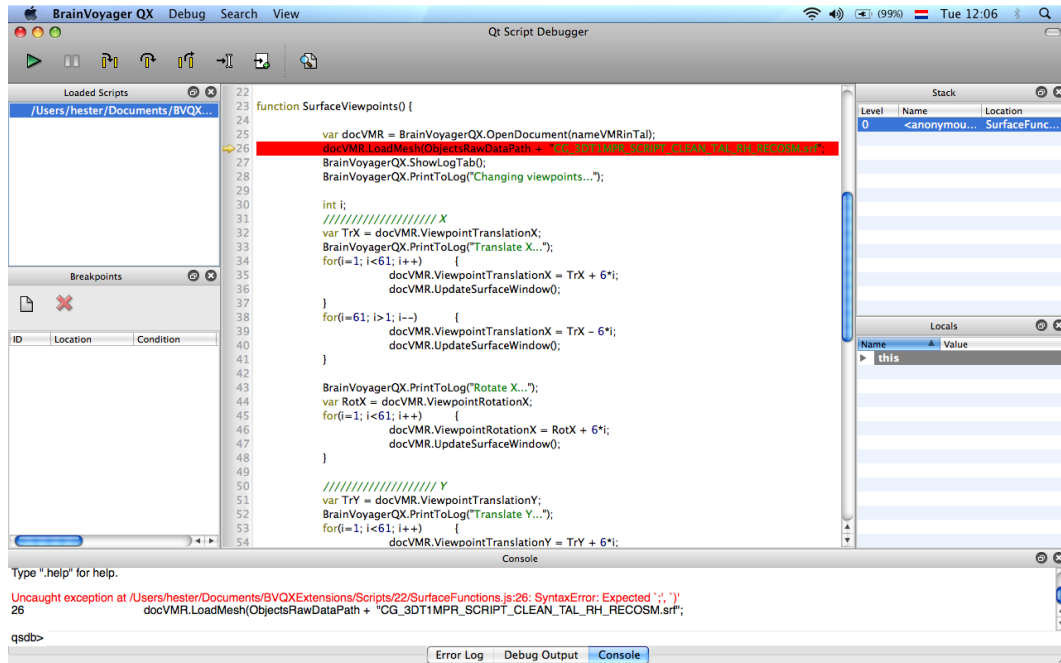 BrainVoyager QX Debug Search View (99%) Tue 12:06
Qt Script Debugger
Loaded Scripts
/Users/hester/Documents/BVQX...
Breakpoints
ID Location Condition
22
23 function SurfaceViewpoints() {
24
25 var docVMR = BrainVoyagerQX.OpenDocument(nameVMRinTal);
26 docVMR.LoadMesh(ObjectsRawDataPath + "CG_3DT1MPR_SCRIPT_CLEAN_TAL_RH_RECOSM.srf";
27 BrainVoyagerQX.ShowLogTab();
28 BrainVoyagerQX.PrintToLog("Changing viewpoints...");
29
30 int i;
31 //////////////////// X
32 var TrX = docVMR.ViewpointTranslationX;
33 BrainVoyagerQX.PrintToLog("Translate X...");
34 for(i=1; i<61; i++) {
35 docVMR.ViewpointTranslationX = TrX + 6*i;
36 docVMR.UpdateSurfaceWindow();
37 }
38 for(i=61; i>1; i--) {
39 docVMR.ViewpointTranslationX = TrX - 6*i;
40 docVMR.UpdateSurfaceWindow();
41 }
42
43 BrainVoyagerQX.PrintToLog("Rotate X...");
44 var RotX = docVMR.ViewpointRotationX;
45 for(i=1; i<61; i++) {
46 docVMR.ViewpointRotationX = RotX + 6*i;
47 docVMR.UpdateSurfaceWindow();
48 }
49
50 //////////////////// Y
51 var TrY = docVMR.ViewpointTranslationY;
52 BrainVoyagerQX.PrintToLog("Translate Y...");
53 for(i=1; i<61; i++) {
54 docVMR.ViewpointTranslationY = TrY + 6*i;
Stack
Level Name Location
0 <anonymou... SurfaceFunc...
Locals
Name Value
this
Console
Type ".help" for help.
Uncaught exception at /Users/hester/Documents/BVQXExtensions/Scripts/22/SurfaceFunctions.js:26: SyntaxError: Expected `;', `)'
26 docVMR.LoadMesh(ObjectsRawDataPath + "CG_3DT1MPR_SCRIPT_CLEAN_TAL_RH_RECOSM.srf";
qsdb>
Error Log Debug Output Console